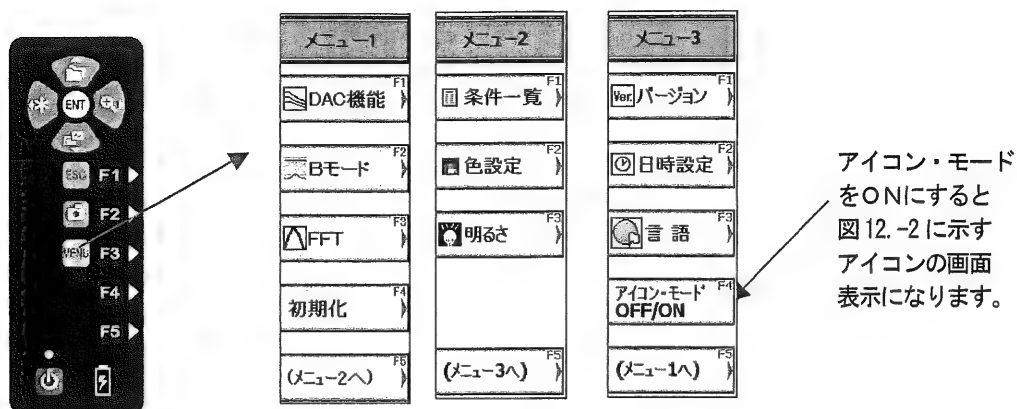 ENT
ESC F1
F2
MENU F3
F4
F5
メニュー1
F1
DAC機能
F2
Bモード
F3
FFT
F4
初期化
F5
(メニュー2へ)
メニュー2
F1
条件一覧
F2
色設定
F3
明るさ
F5
(メニュー3へ)
メニュー3
F1
Ver. バージョン
F2
日時設定
F3
言語
F4
アイコン・モード
OFF/ON
F5
(メニュー1へ)
アイコン・モード
をONにすると
図12.-2に示す
アイコンの画面
表示になります。